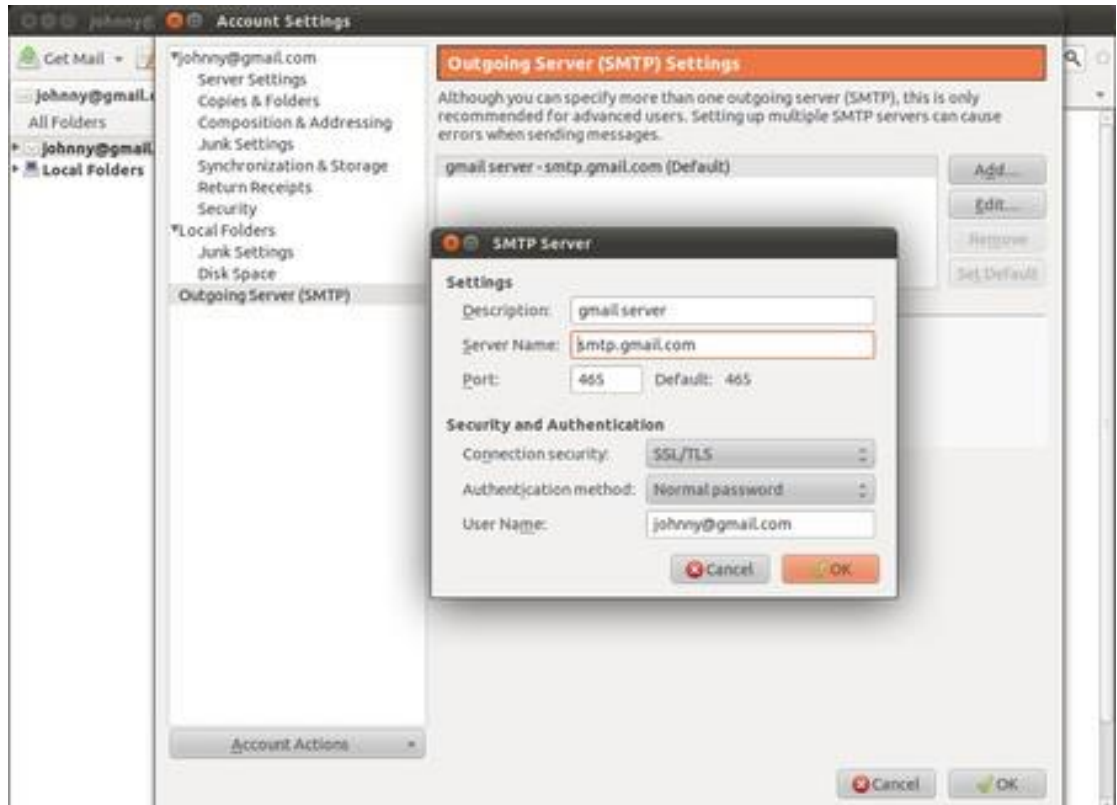 johnny@g
Account Settings
Get Mail
johnny@gmail.c
All Folders
johnny@gmail.
Local Folders
johnny@gmail.com
Server Settings
Copies & Folders
Composition & Addressing
Junk Settings
Synchronization & Storage
Return Receipts
Security
Local Folders
Junk Settings
Disk Space
Outgoing Server (SMTP)
Account Actions
Outgoing Server (SMTP) Settings
Although you can specify more than one outgoing server (SMTP), this is only
recommended for advanced users. Setting up multiple SMTP servers can cause
errors when sending messages.
gmail server - smtp.gmail.com (Default)
Add...
Edit...
Remove
Set Default
SMTP Server
Settings
Description: gmail server
Server Name: smtp.gmail.com
Port: 465 Default: 465
Security and Authentication
Connection security: SSL/TLS
Authentication method: Normal password
User Name: johnny@gmail.com
Cancel OK
Cancel OK